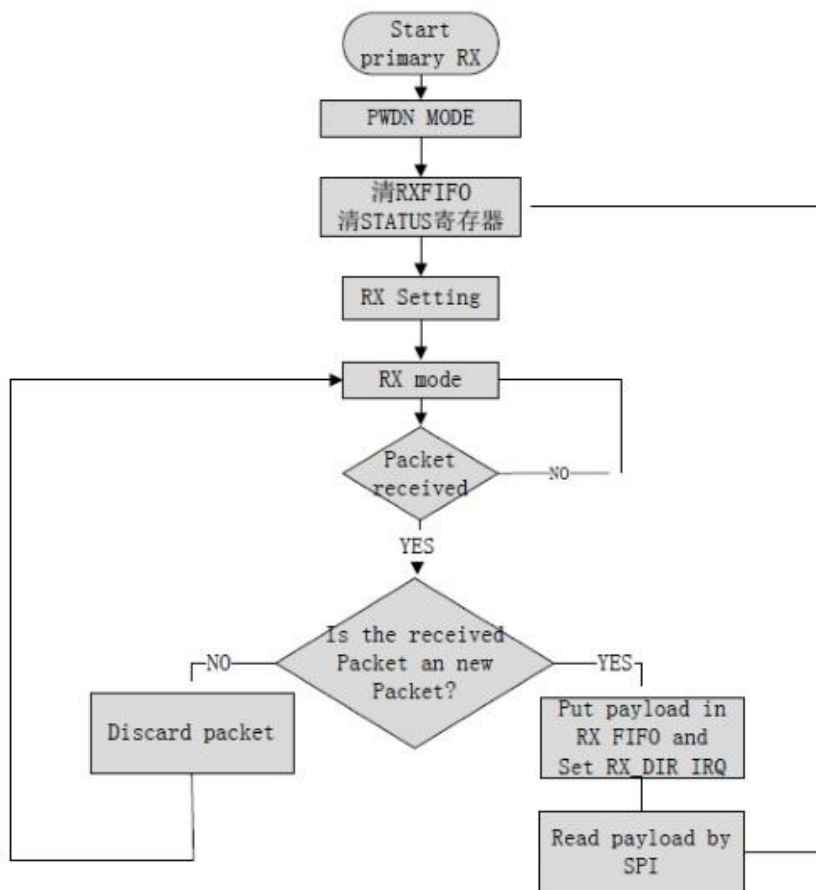 Start
primary RX
PWDN MODE
清RXFIFO
清STATUS寄存器
RX Setting
RX mode
Packet
received
NO
YES
Is the received
Packet an new
Packet?
NO
YES
Discard packet
Put payload in
RX FIFO and
Set RX_DIR IRQ
Read payload by
SPI